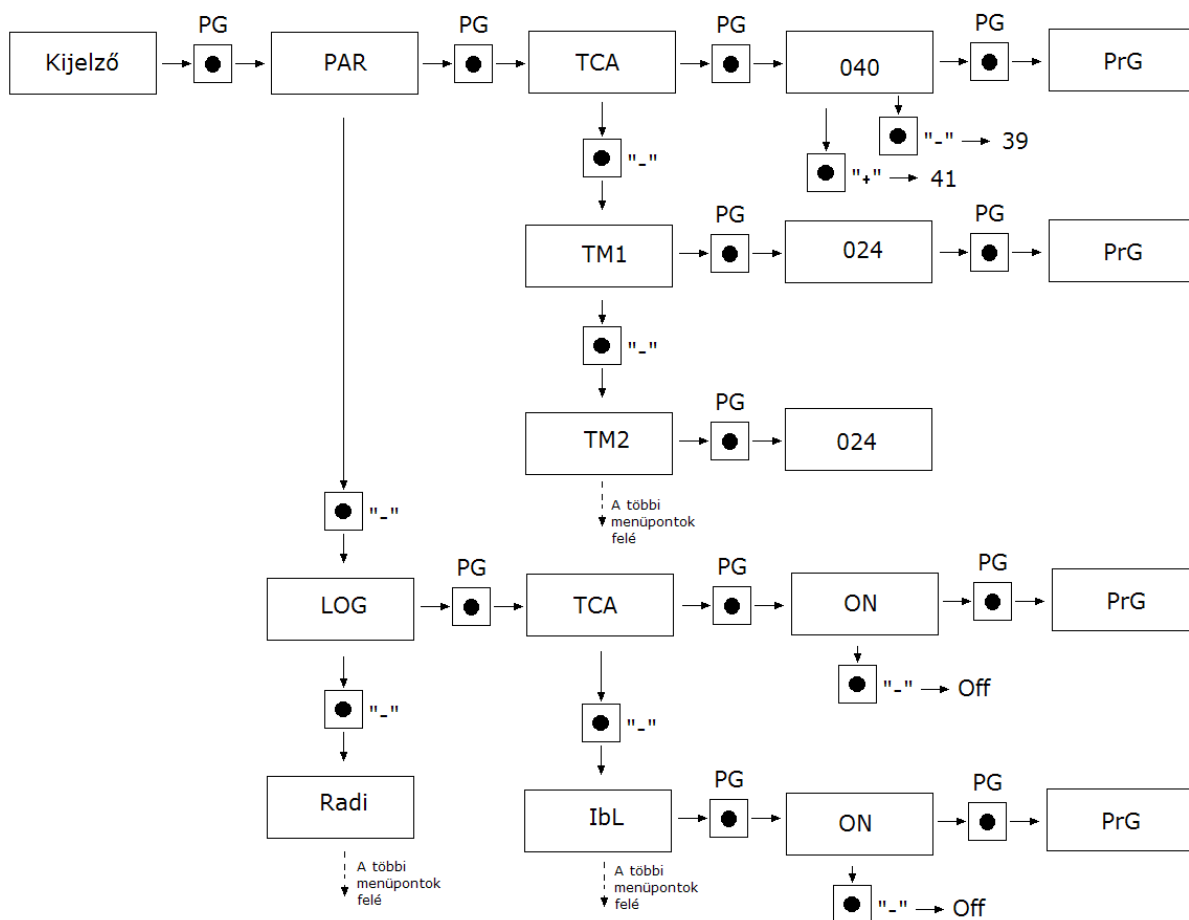 PG PG PG PG
Kijelző PAR TCA 040 PrG
"-" "-" → 39
"+" → 41
PG PG
TM1 024 PrG
"-"
PG
TM2 024
"-"
A többi
menüpontok
felé
PG PG PG
LOG TCA ON PrG
"-" → Off
"-" "-"
PG PG
Radi IbL ON PrG
A többi
menüpontok
felé
A többi
menüpontok
felé
"-" → Off